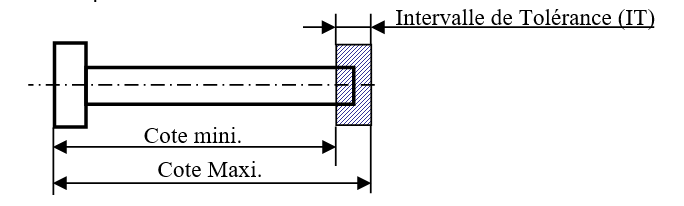 Intervalle de Tolérance (IT)
Cote mini.
Cote Maxi.